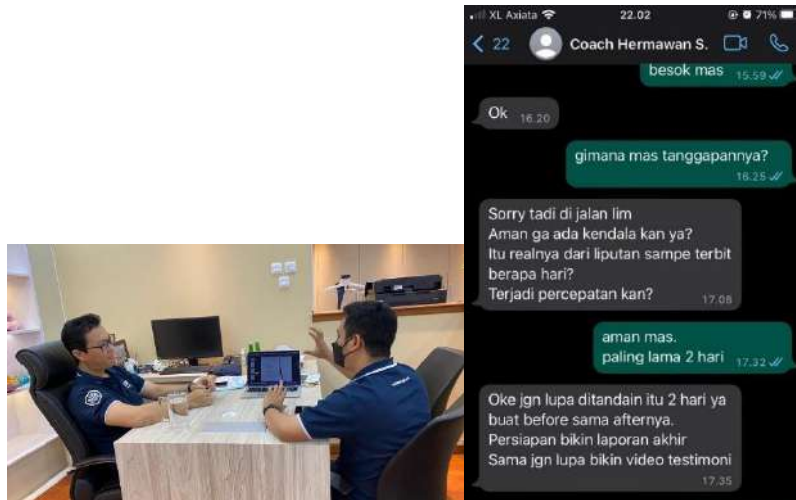 XL Axiata
22.02
71%
22
Coach Hermawan S.
besok mas
15.59
Ok
16.20
gimana mas tanggapannya?
16.25
Sorry tadi di jalan lim
Aman ga ada kendala kan ya?
Itu realnya dari liputan sampe terbit
berapa hari?
Terjadi percepatan kan?
17.08
aman mas.
paling lama 2 hari
17.32
Oke jgn lupa ditandain itu 2 hari ya
buat before sama afternya.
Persiapan bikin laporan akhir
Sama jgn lupa bikin video testimoni
17.35